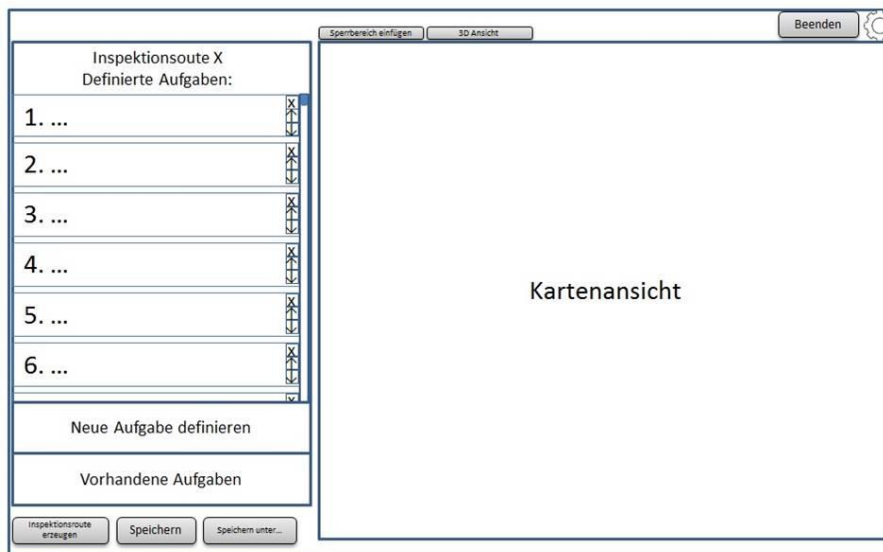 Beenden
Sperrbereich einfügen
3D Ansicht
Inspektionsoute X
Definierte Aufgaben:
1. ...
X
2. ...
X
3. ...
X
4. ...
X
5. ...
X
6. ...
X
Kartenansicht
Neue Aufgabe definieren
Vorhandene Aufgaben
Inspektionsroute
erzeugen
Speichern
Speichern unter...